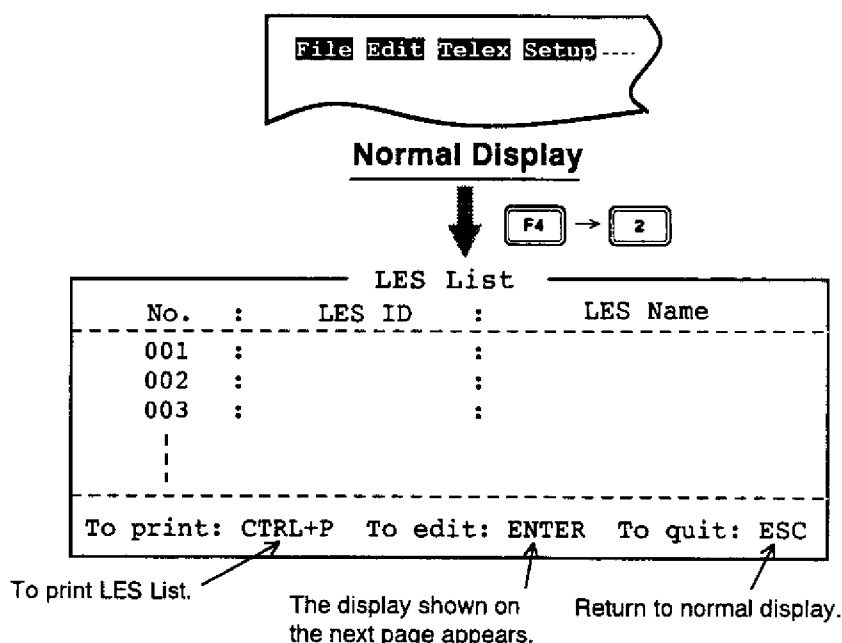 File Edit Telex Setup ----
Normal Display
F4 → 2
LES List
No. : LES ID : LES Name
001 : :
002 : :
003 : :
To print: CTRL+P To edit: ENTER To quit: ESC
To print LES List.
The display shown on
the next page appears.
Return to normal display.